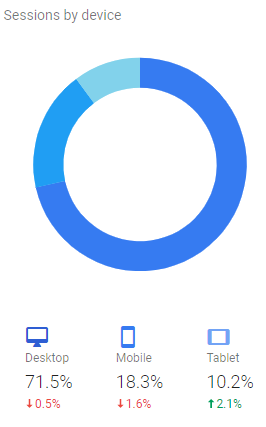 Sessions by device
Desktop Mobile Tablet
71.5% 18.3% 10.2%
↓0.5% ↓1.6% ↑2.1%